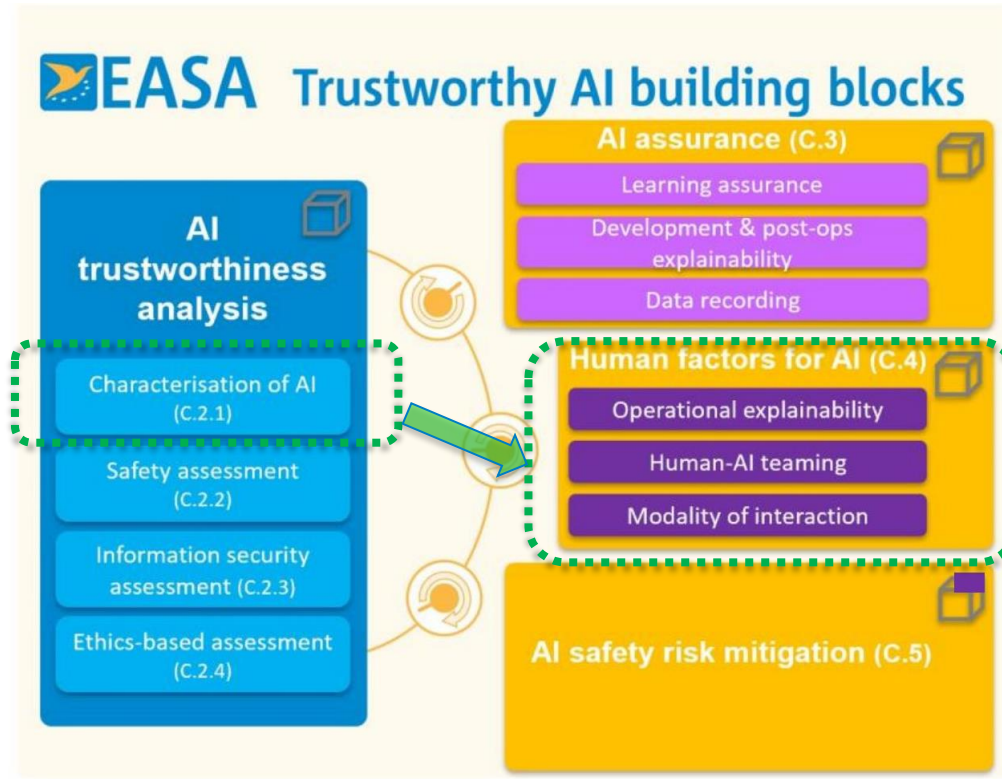 EASA Trustworthy AI building blocks
AI
trustworthiness
analysis
Characterisation of AI
(C.2.1)
Safety assessment
(C.2.2)
Information security
assessment (C.2.3)
Ethics-based assessment
(C.2.4)
AI assurance (C.3)
Learning assurance
Development & post-ops
explainability
Data recording
Human factors for AI (C.4)
Operational explainability
Human-AI teaming
Modality of interaction
AI safety risk mitigation (C.5)